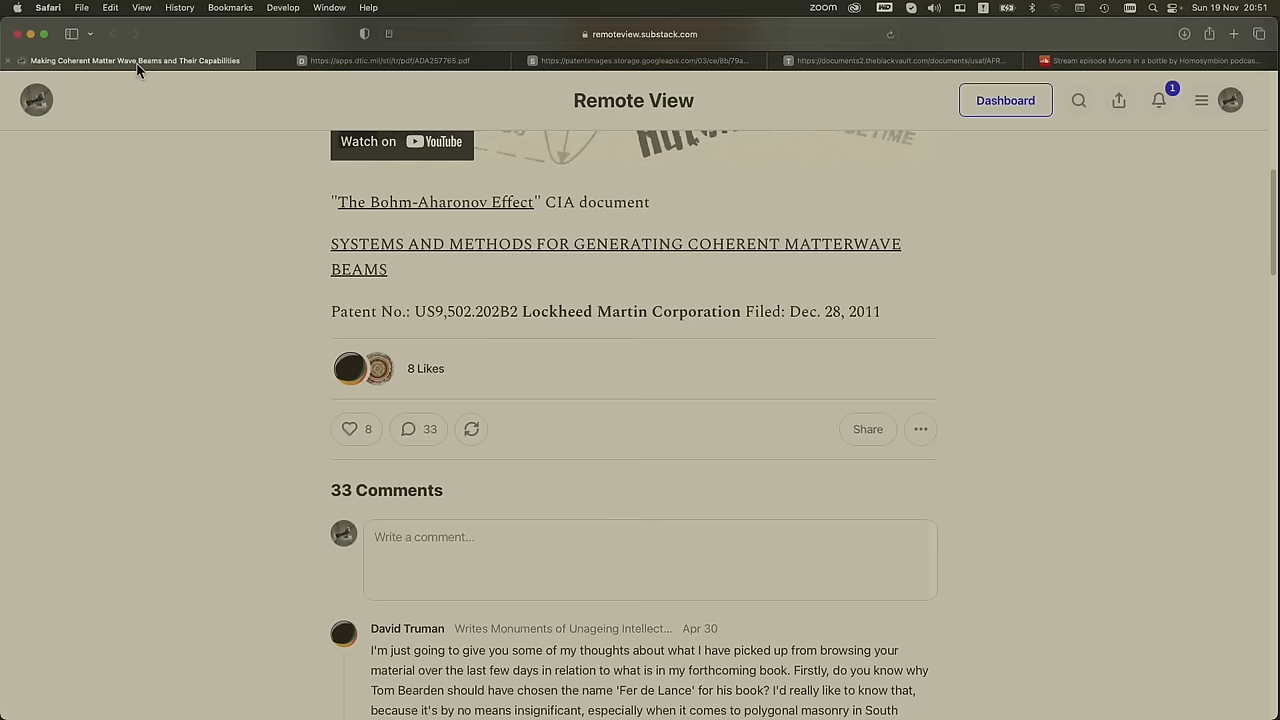 Safari File Edit View History Bookmarks Develop Window Help zoom Sun 19 Nov 20:51
remoteview.substack.com
Making Coherent Matter Wave Beams and Their Capabilities
D https://apps.dtic.mil/sti/tr/pdf/ADA257765.pdf
S https://patentimages.storage.googleapis.com/03/ce/8b/79a...
T https://documents2.theblackvault.com/documents/usaf/AFR...
Stream episode Muons in a bottle by Homosymbion podcas...
Remote View
Dashboard
1
Watch on YouTube
"The Bohm-Aharonov Effect" CIA document
SYSTEMS AND METHODS FOR GENERATING COHERENT MATTERWAVE
BEAMS
Patent No.: US9,502.202B2 Lockheed Martin Corporation Filed: Dec. 28, 2011
8 Likes
8 33 Share
33 Comments
Write a comment...
David Truman Writes Monuments of Unageing Intellect... Apr 30
I'm just going to give you some of my thoughts about what I have picked up from browsing your
material over the last few days in relation to what is in my forthcoming book. Firstly, do you know why
Tom Bearden should have chosen the name 'Fer de Lance' for his book? I'd really like to know that,
because it's by no means insignificant, especially when it comes to polygonal masonry in South